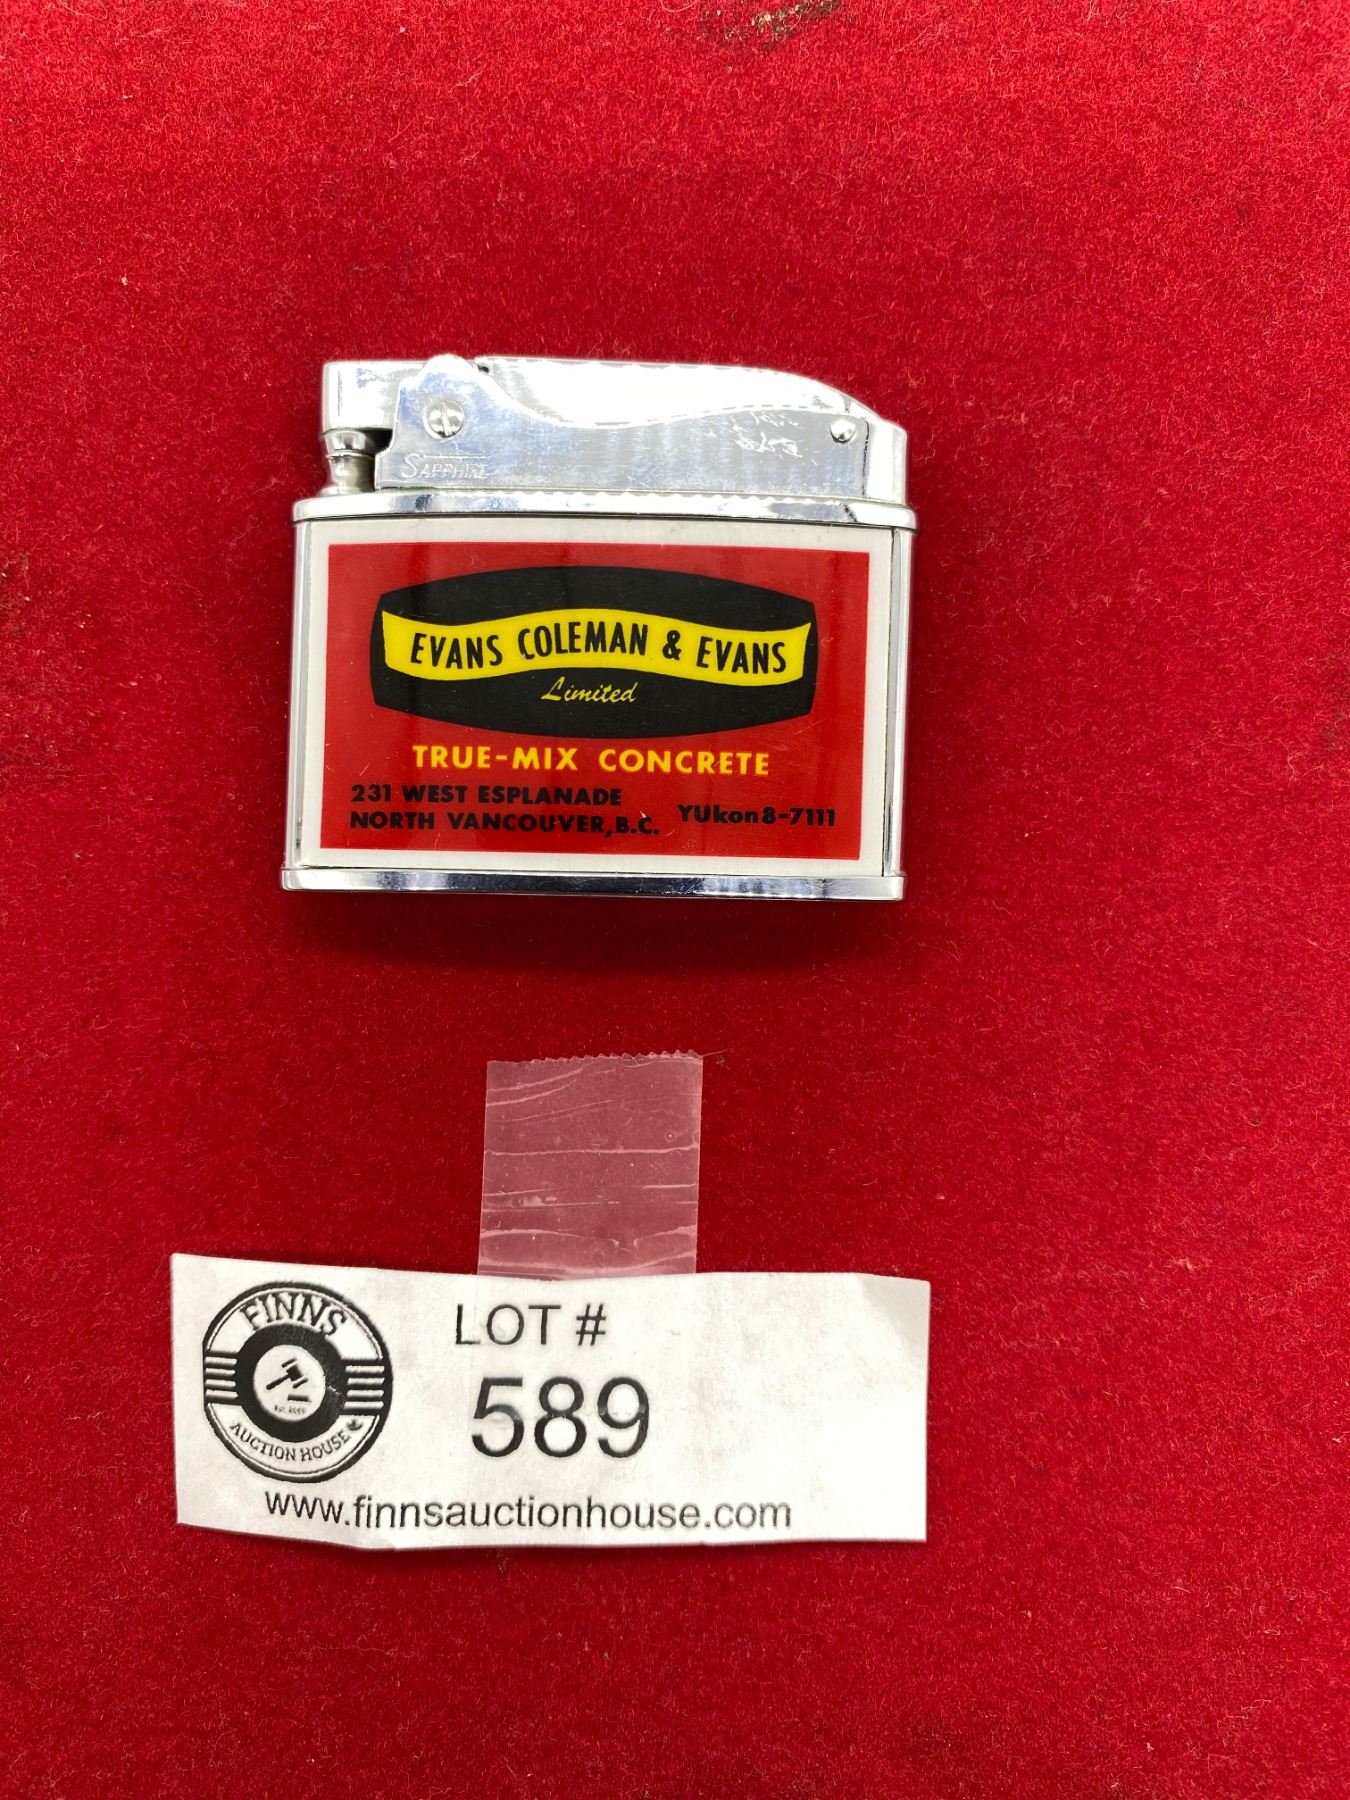 SAPPHIRE
EVANS COLEMAN & EVANS
Limited
TRUE-MIX CONCRETE
231 WEST ESPLANADE
NORTH VANCOUVER, B.C. YUkon 8-7111
FINNS
AUCTION HOUSE
LOT #
589
www.finnsauctionhouse.com